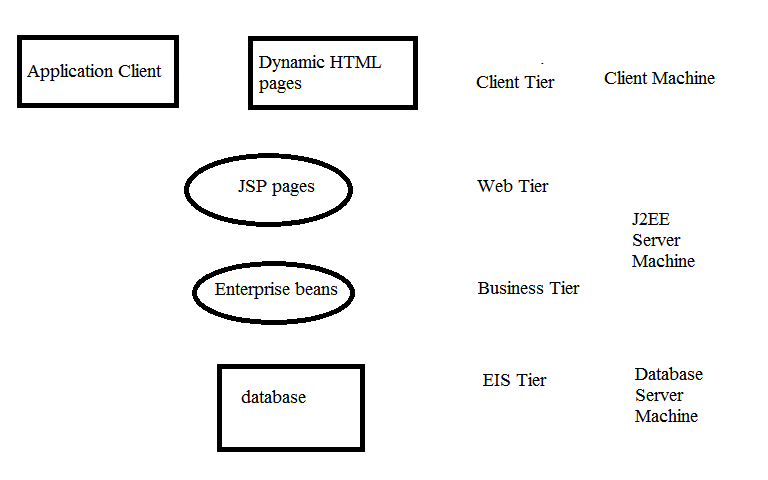 Application Client
Dynamic HTML
pages
Client Tier
Client Machine
JSP pages
Web Tier
J2EE
Server
Machine
Enterprise beans
Business Tier
database
EIS Tier
Database
Server
Machine